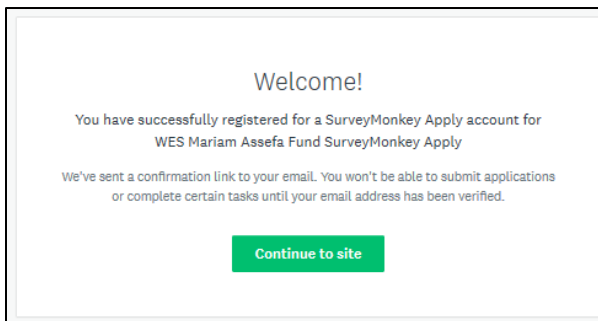 Welcome!
You have successfully registered for a SurveyMonkey Apply account for
WES Mariam Assefa Fund SurveyMonkey Apply
We've sent a confirmation link to your email. You won't be able to submit applications
or complete certain tasks until your email address has been verified.
Continue to site